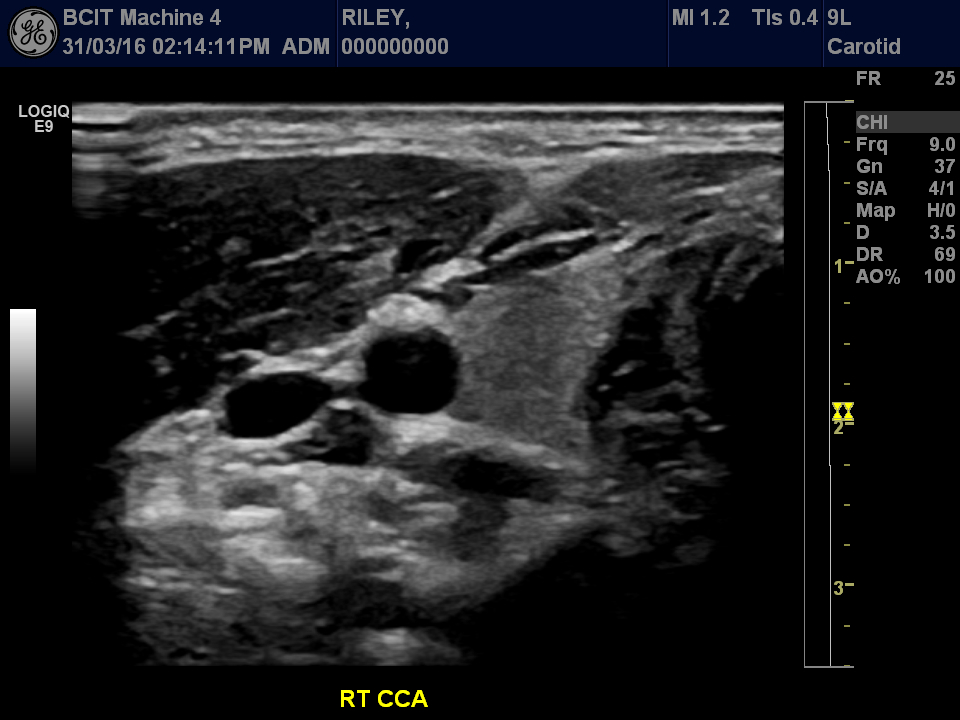 BCIT Machine 4
31/03/16 02:14:11PM ADM
RILEY,
000000000
MI 1.2 TIs 0.4
9L
Carotid
LOGIQ
E9
FR 25
CHI
Frq 9.0
Gn 37
S/A 4/1
Map H/0
D 3.5
DR 69
AO% 100
1
2
3
RT CCA